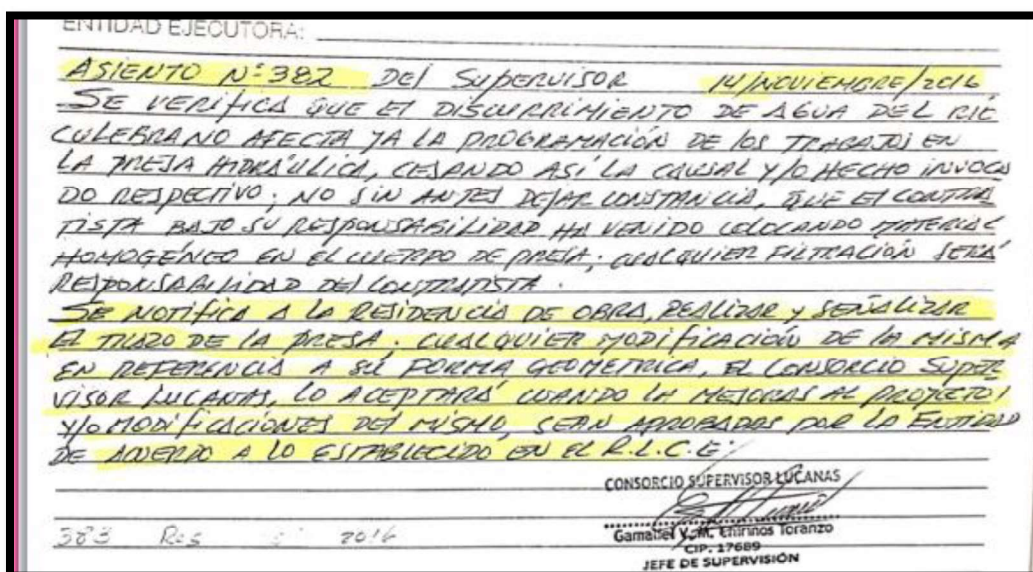 ENTIDAD EJECUTORA:
ASIENTO N° 382 DEl SUPERVISOR 14/NOVIEMBRE/2016
SE VERIFICA QUE El DISCURRIMIENTO DE AGUA DEL RIO
CULEBRA NO AFECTA YA LA PROGRAMACIÓN DE lOS TRABAJOS EN
LA PRESA HIDRÁULICA, CESANDO ASÍ LA CAUSAL Y/O HECHO INVOCA
DO RESPECTIVO; NO SIN ANTES DEJAR CONSTANCIA, QUE El CONTRA
TISTA BAJO SU RESPONSABILIDAD HA VENIDO COLOCANDO MATERIAL
HOMOGÉNEO EN EL CUERPO DE PRESA; CUALQUIER FILTRACIÓN SERÁ
RESPONSABILIDAD DEl CONTRATISTA.
SE NOTIFICA A LA RESIDENCIA DE OBRA, REALIZAR Y SEÑALIZAR
El TRAZO DE LA PRESA. CUALQUIER MODIFICACIÓN DE lA MISMA
EN REFERENCIA A SU FORMA GEOMÉTRICA, EL CONSORCIO SUPER
VISOR LUCANAS, LO ACEPTARÁ CUANDO LA MEJORAS AL PROYECTO
Y/O MODIFICACIONES DEl MISMO, SEAN APROBADAS POR LA ENTIDAD
DE ACUERDO A LO ESTABLECIDO EN EL R.L.C.E.
CONSORCIO SUPERVISOR LUCANAS
Gamaniel V. M. Chirinos Toranzo
CIP. 17689
JEFE DE SUPERVISIÓN
383 Res 2016